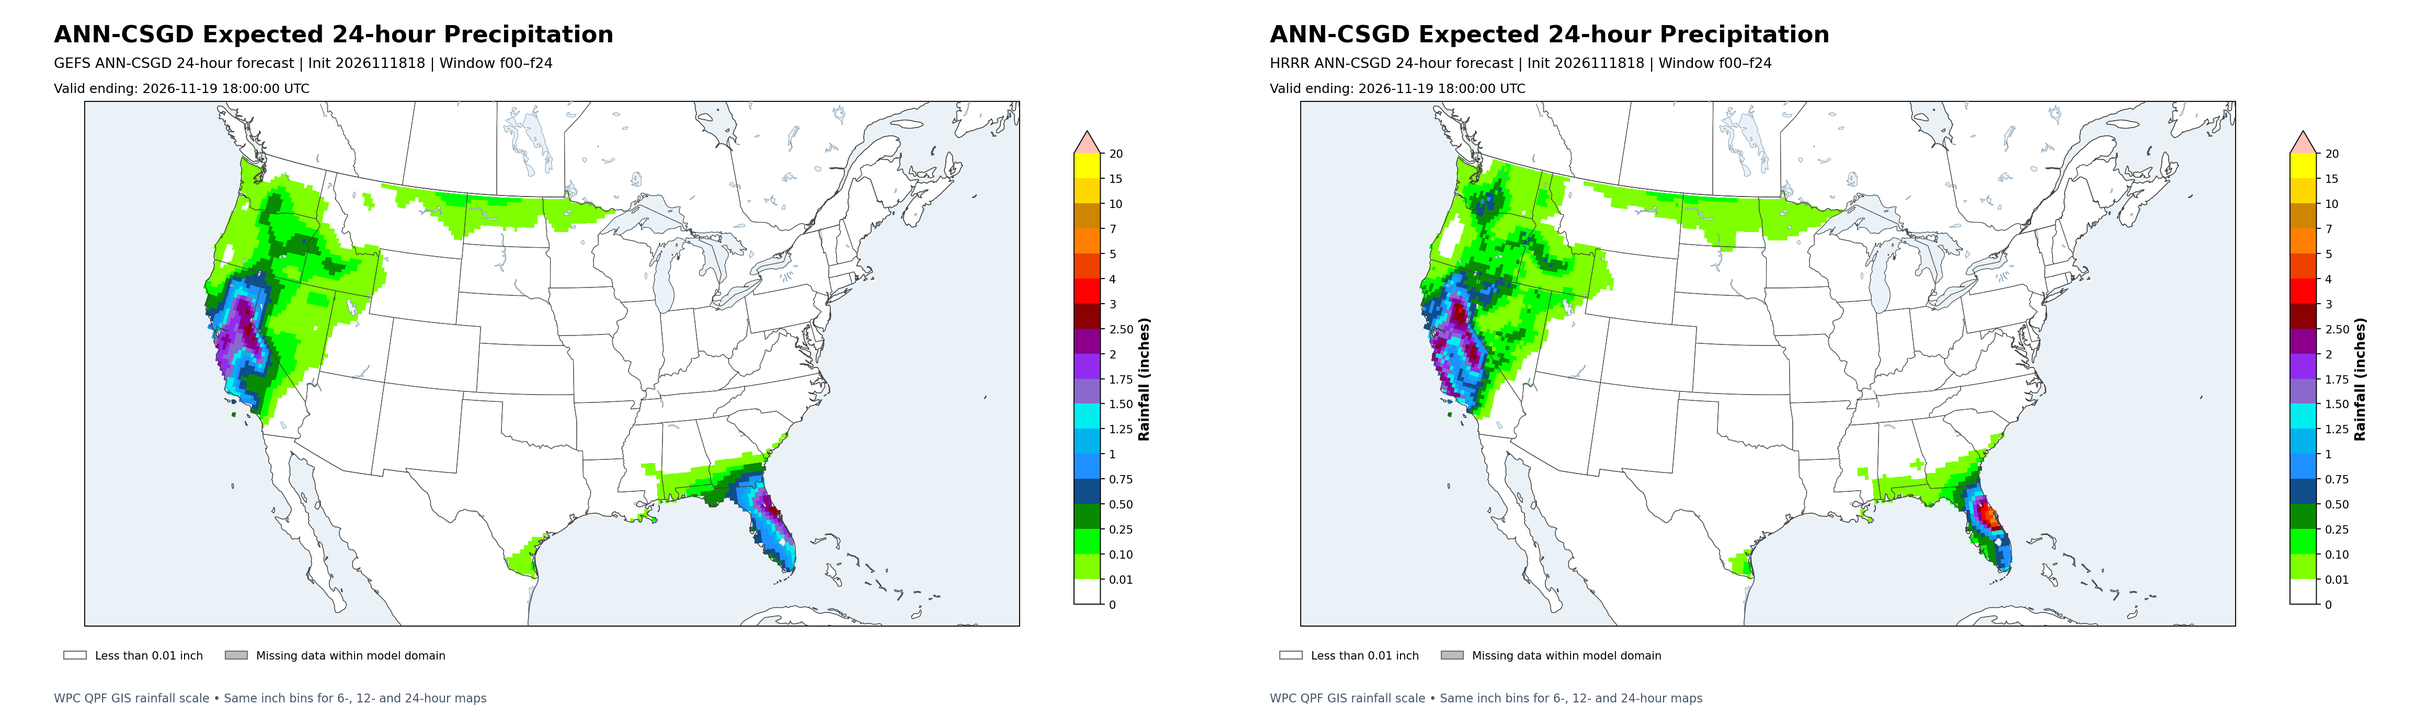 ANN-CSGD Expected 24-hour Precipitation
GEFS ANN-CSGD 24-hour forecast | Init 2026111818 | Window f00–f24
Valid ending: 2026-11-19 18:00:00 UTC
20
15
10
7
5
4
3
2.50
2
1.75
1.50
1.25
1
0.75
0.50
0.25
0.10
0.01
0
Rainfall (inches)
Less than 0.01 inch
Missing data within model domain
WPC QPF GIS rainfall scale • Same inch bins for 6-, 12- and 24-hour maps
ANN-CSGD Expected 24-hour Precipitation
HRRR ANN-CSGD 24-hour forecast | Init 2026111818 | Window f00–f24
Valid ending: 2026-11-19 18:00:00 UTC
20
15
10
7
5
4
3
2.50
2
1.75
1.50
1.25
1
0.75
0.50
0.25
0.10
0.01
0
Rainfall (inches)
Less than 0.01 inch
Missing data within model domain
WPC QPF GIS rainfall scale • Same inch bins for 6-, 12- and 24-hour maps